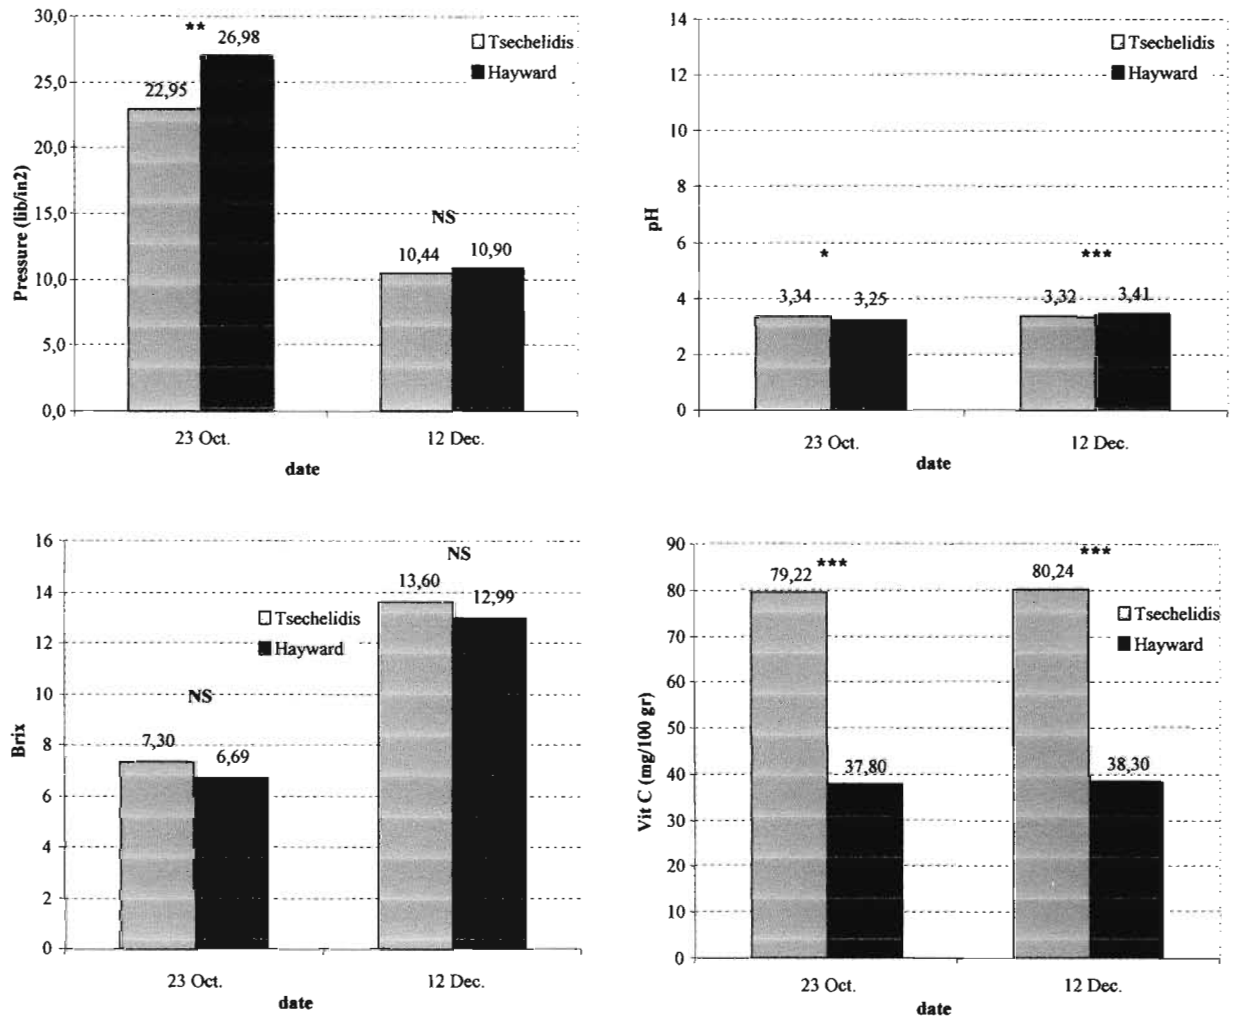 30,0
25,0
20,0
15,0
10,0
5,0
0,0
Pressure (lib/in2)
**
22,95
26,98
NS
10,44
10,90
Tsechelidis
Hayward
23 Oct.
12 Dec.
date
14
12
10
8
6
4
2
0
pH
*
3,34
3,25
***
3,32
3,41
Tsechelidis
Hayward
23 Oct.
12 Dec.
date
16
14
12
10
8
6
4
2
0
Brix
NS
7,30
6,69
NS
13,60
12,99
Tsechelidis
Hayward
23 Oct.
12 Dec.
date
90
80
70
60
50
40
30
20
10
0
Vit C (mg/100 gr)
79,22
***
37,80
80,24
***
38,30
Tsechelidis
Hayward
23 Oct.
12 Dec.
date